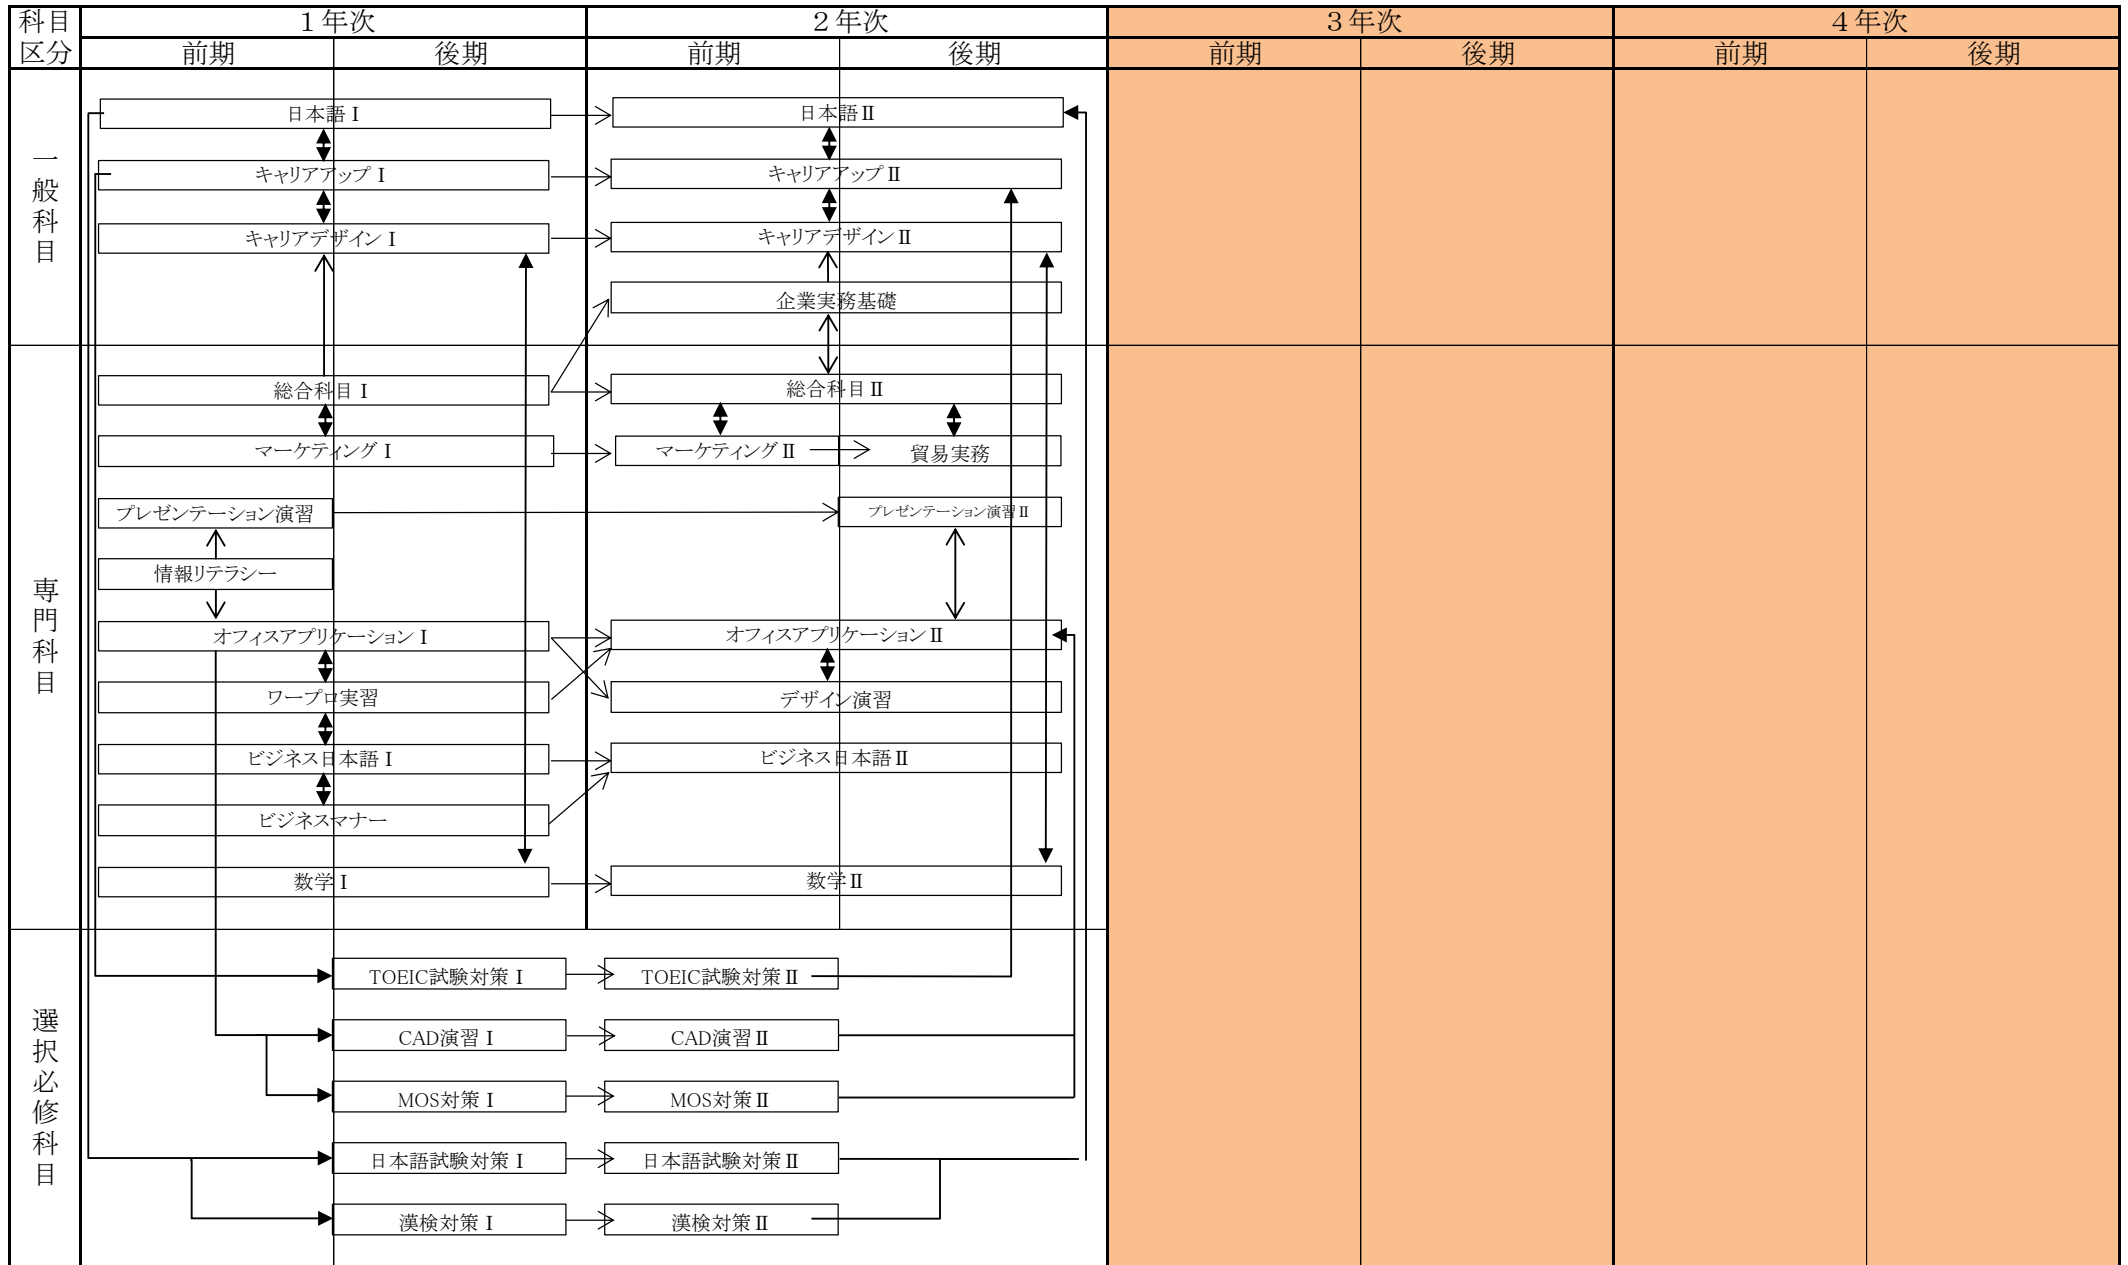 科目
区分
１年次
２年次
３年次
４年次
前期
後期
前期
後期
前期
後期
前期
後期
一般科目
日本語Ⅰ
日本語Ⅱ
キャリアアップⅠ
キャリアアップⅡ
キャリアデザインⅠ
キャリアデザインⅡ
企業実務基礎
専門科目
総合科目Ⅰ
総合科目Ⅱ
マーケティングⅠ
マーケティングⅡ
貿易実務
プレゼンテーション演習
プレゼンテーション演習Ⅱ
情報リテラシー
オフィスアプリケーションⅠ
オフィスアプリケーションⅡ
ワープロ実習
デザイン演習
ビジネス日本語Ⅰ
ビジネス日本語Ⅱ
ビジネスマナー
数学Ⅰ
数学Ⅱ
選択必修科目
TOEIC試験対策Ⅰ
TOEIC試験対策Ⅱ
CAD演習Ⅰ
CAD演習Ⅱ
MOS対策Ⅰ
MOS対策Ⅱ
日本語試験対策Ⅰ
日本語試験対策Ⅱ
漢検対策Ⅰ
漢検対策Ⅱ